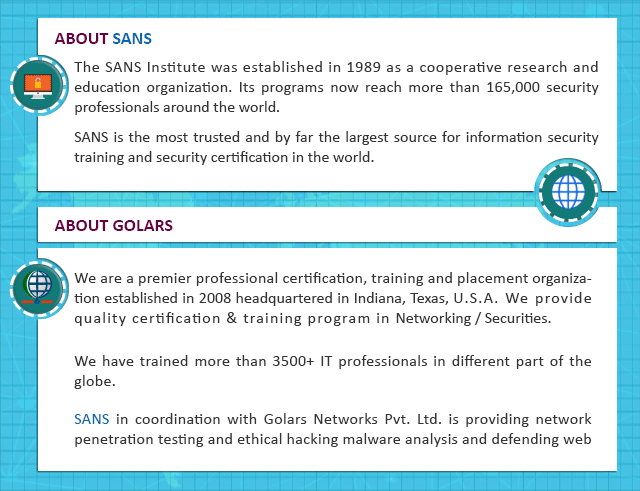 ABOUT SANS
The SANS Institute was established in 1989 as a cooperative research and
education organization. Its programs now reach more than 165,000 security
professionals around the world.
SANS is the most trusted and by far the largest source for information security
training and security certification in the world.
ABOUT GOLARS
We are a premier professional certification, training and placement organiza-
tion established in 2008 headquartered in Indiana, Texas, U.S.A. We provide
quality certification & training program in Networking / Securities.
We have trained more than 3500+ IT professionals in different part of the
globe.
SANS in coordination with Golars Networks Pvt. Ltd. is providing network
penetration testing and ethical hacking malware analysis and defending web